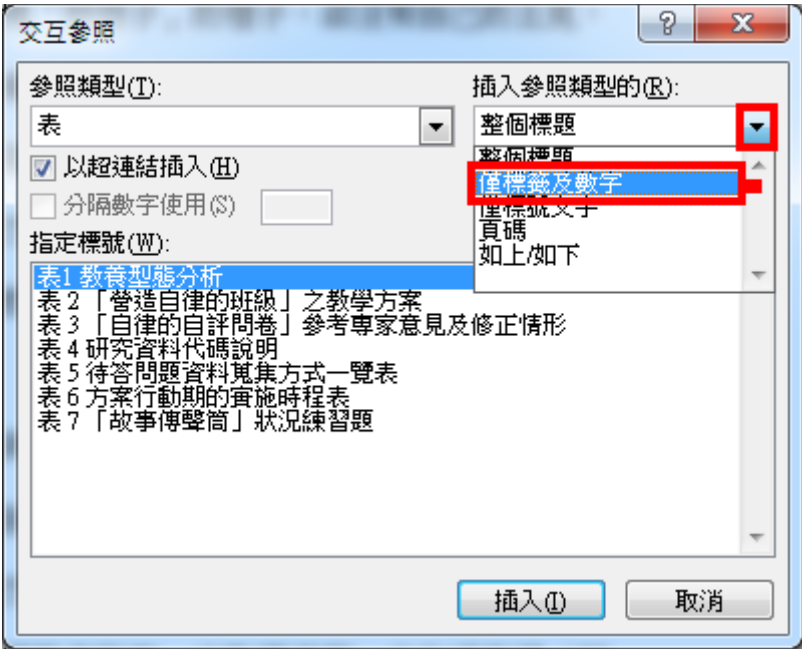 交互參照
參照類型(T):
插入參照類型的(R):
表
整個標題
以超連結插入(H)
整個標題
僅標籤及數字
僅標號文字
頁碼
如上/如下
分隔數字使用(S)
指定標號(W):
表1 教養型態分析
表 2 「營造自律的班級」之教學方案
表 3 「自律的自評問卷」參考專家意見及修正情形
表 4 研究資料代碼說明
表 5 待答問題資料蒐集方式一覽表
表 6 方案行動期的實施時程表
表 7 「故事傳聲筒」狀況練習題
插入(I)
取消